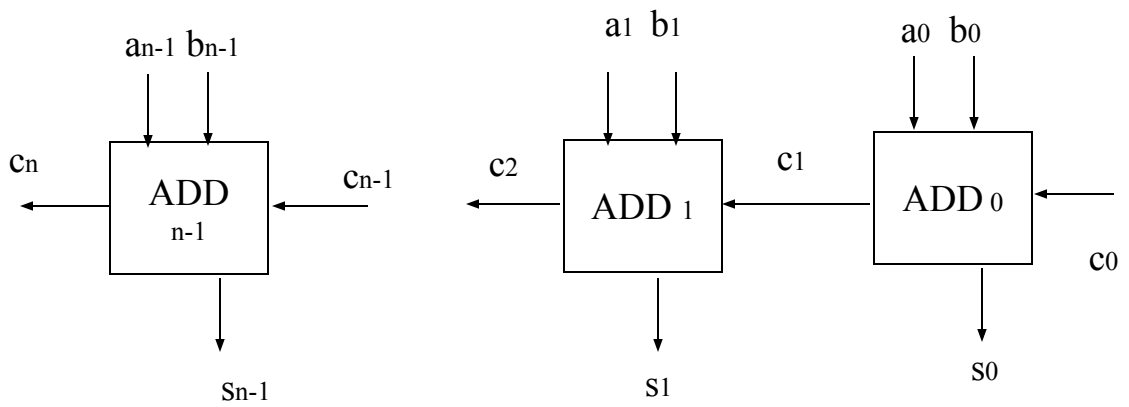 an-1 bn-1
a1 b1
a0 b0
cn
ADD
n-1
cn-1
c2
ADD 1
c1
ADD 0
c0
sn-1
s1
s0